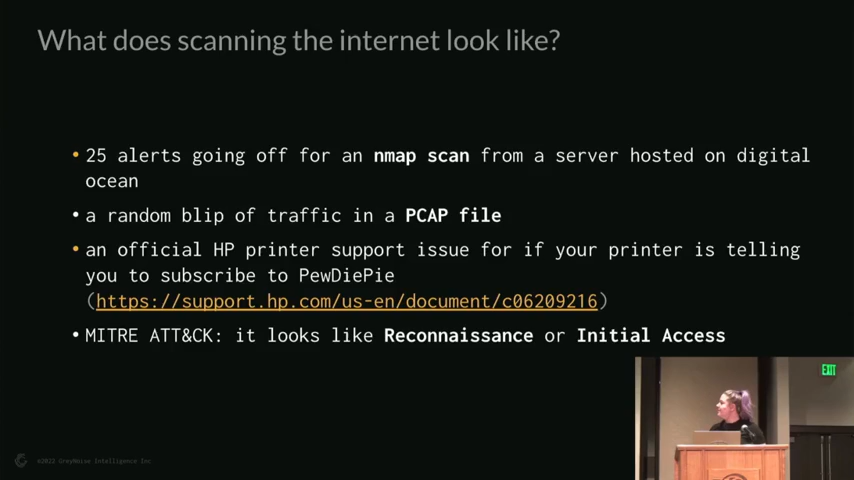 What does scanning the internet look like?
• 25 alerts going off for an nmap scan from a server hosted on digital
ocean
• a random blip of traffic in a PCAP file
• an official HP printer support issue for if your printer is telling
you to subscribe to PewDiePie
(https://support.hp.com/us-en/document/c06209216)
• MITRE ATT&CK: it looks like Reconnaissance or Initial Access
EXIT
©2023 GreyNoise Intelligence Inc